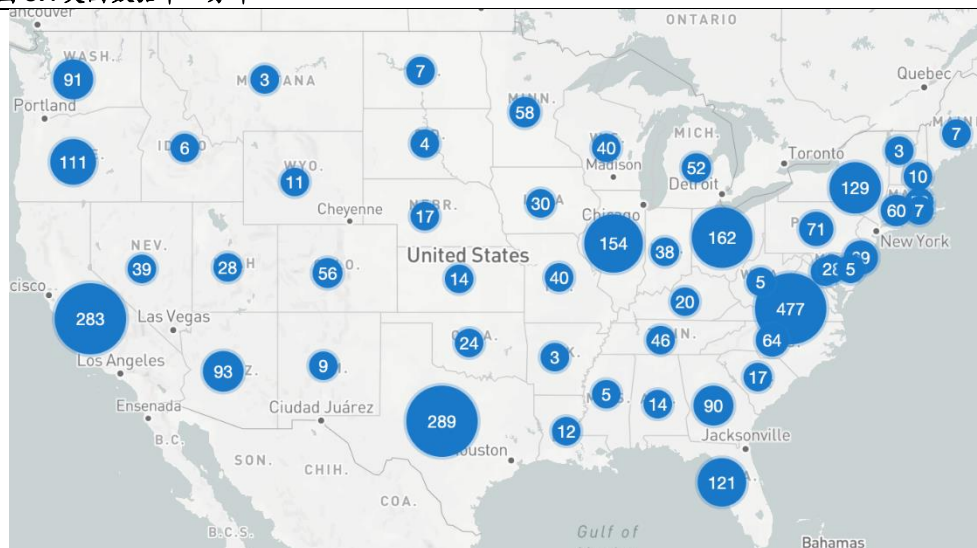 ONTARIO
WASH.
91
3
7
Quebec
Portland
58
MICH.
7
111
6
4
40
Madison
52
Toronto
3
WYO.
11
Detroit
10
129
Cheyenne
17
30
Chicago
60
7
NEV.
154
162
71
New York
39
28
56
United States
38
14
40
28
5
5
283
20
477
Las Vegas
24
46
64
Los Angeles
93
9
3
17
Ensenada
Ciudad Juárez
289
5
14
90
B.C.
12
Jacksonville
SON.
CHIH.
121
COA.
B.C.S.
Gulf of
Bahamas